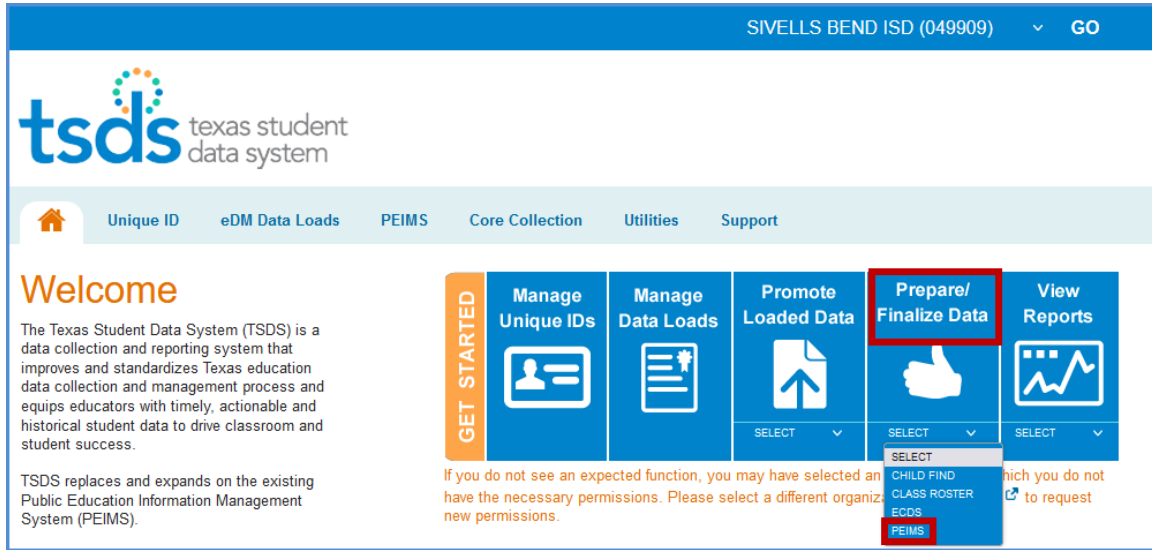 SIVELLS BEND ISD (049909) GO
tsds texas student
data system
Unique ID eDM Data Loads PEIMS Core Collection Utilities Support
Welcome
The Texas Student Data System (TSDS) is a
data collection and reporting system that
improves and standardizes Texas education
data collection and management process and
equips educators with timely, actionable and
historical student data to drive classroom and
student success.
TSDS replaces and expands on the existing
Public Education Information Management
System (PEIMS).
GET STARTED
Manage
Unique IDs
Manage
Data Loads
Promote
Loaded Data
SELECT
Prepare/
Finalize Data
SELECT
SELECT
CHILD FIND
CLASS ROSTER
ECDS
PEIMS
View
Reports
SELECT
If you do not see an expected function, you may have selected an hich you do not
have the necessary permissions. Please select a different organiz to request
new permissions.